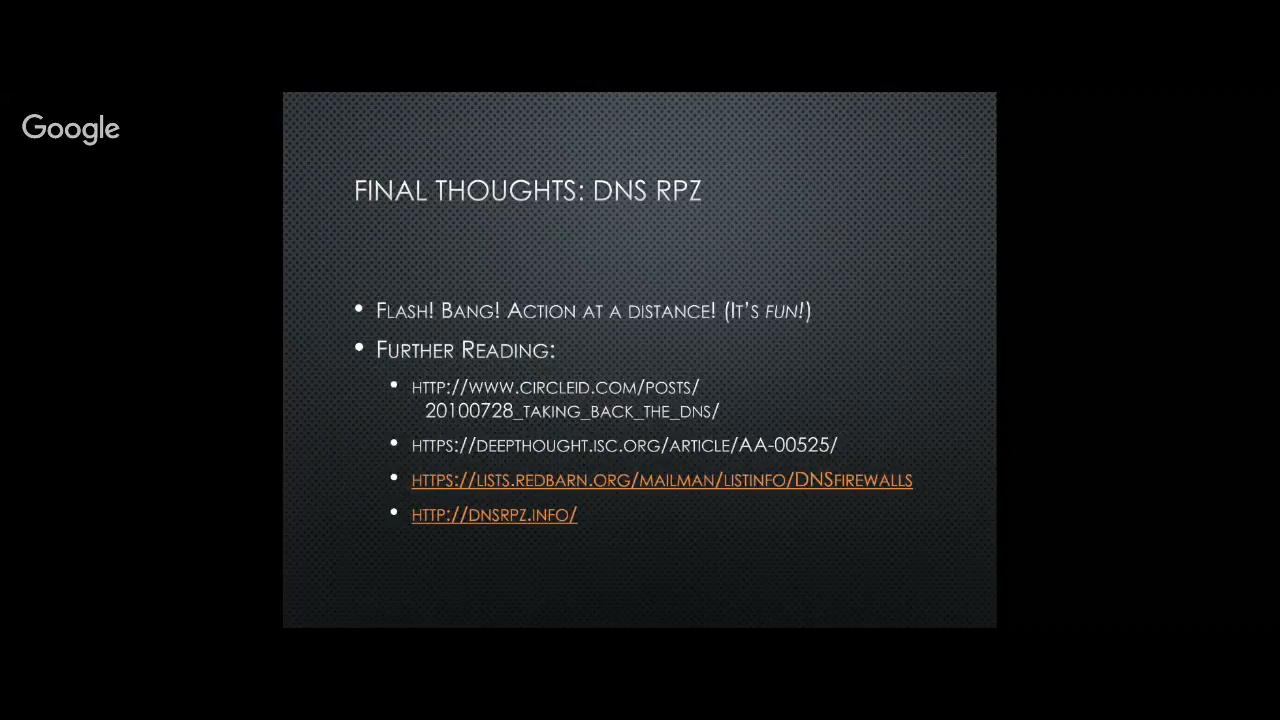 Google
FINAL THOUGHTS: DNS RPZ
• FLASH! BANG! ACTION AT A DISTANCE! (IT'S FUN!)
• FURTHER READING:
• HTTP://WWW.CIRCLEID.COM/POSTS/
20100728_TAKING_BACK_THE_DNS/
• HTTPS://DEEPTHOUGHT.ISC.ORG/ARTICLE/AA-00525/
• HTTPS://LISTS.REDBARN.ORG/MAILMAN/LISTINFO/DNSFIREWALLS
• HTTP://DNSRPZ.INFO/